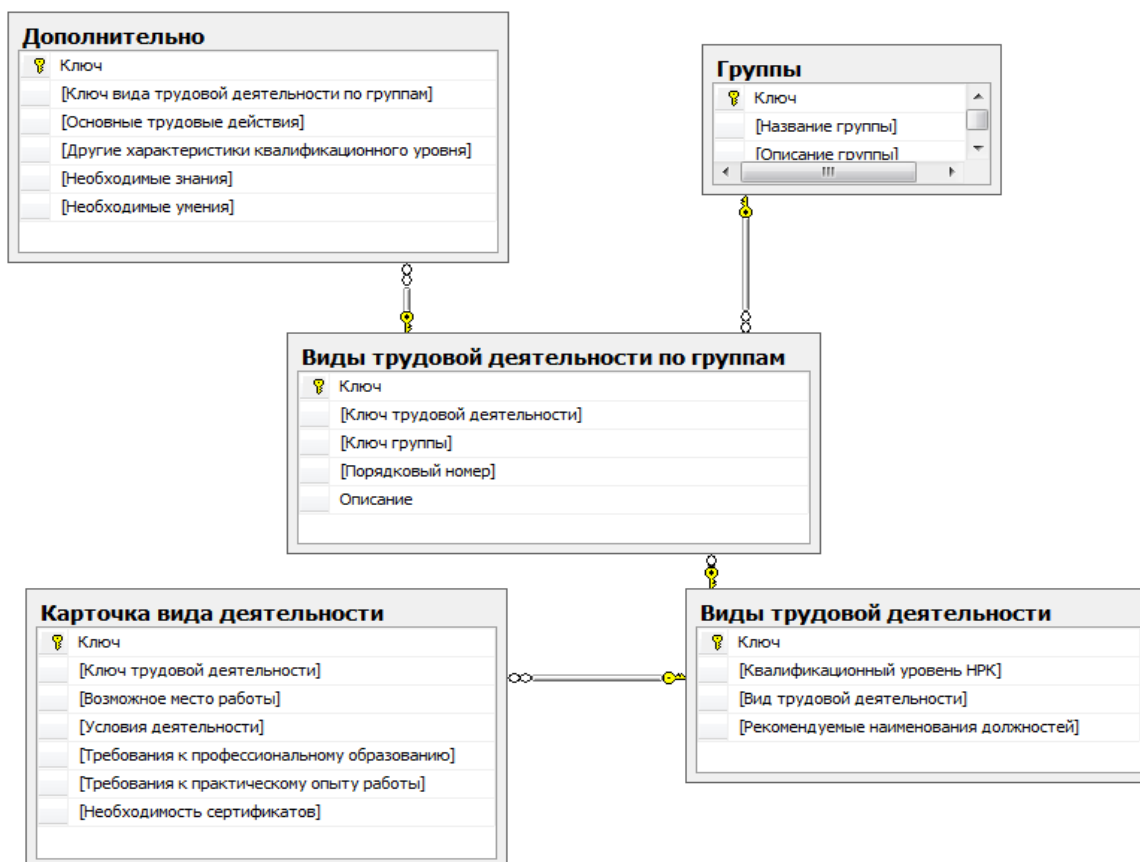 Дополнительно
Ключ
[Ключ вида трудовой деятельности по группам]
[Основные трудовые действия]
[Другие характеристики квалификационного уровня]
[Необходимые знания]
[Необходимые умения]
Группы
Ключ
[Название группы]
[Описание группы]
Виды трудовой деятельности по группам
Ключ
[Ключ трудовой деятельности]
[Ключ группы]
[Порядковый номер]
Описание
Карточка вида деятельности
Ключ
[Ключ трудовой деятельности]
[Возможное место работы]
[Условия деятельности]
[Требования к профессиональному образованию]
[Требования к практическому опыту работы]
[Необходимость сертификатов]
Виды трудовой деятельности
Ключ
[Квалификационный уровень НРК]
[Вид трудовой деятельности]
[Рекомендуемые наименования должностей]